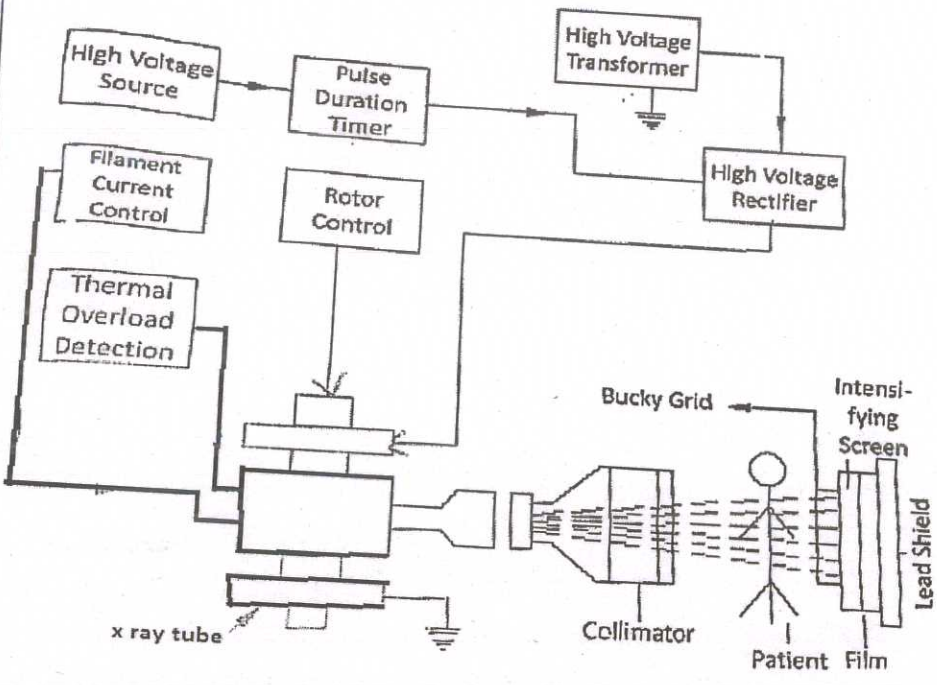 High Voltage
Source
Pulse
Duration
Timer
High Voltage
Transformer
Filament
Current
Control
Rotor
Control
High Voltage
Rectifier
Thermal
Overload
Detection
Bucky Grid
Intensi-
fying
Screen
Lead Shield
x ray tube
Collimator
Patient
Film